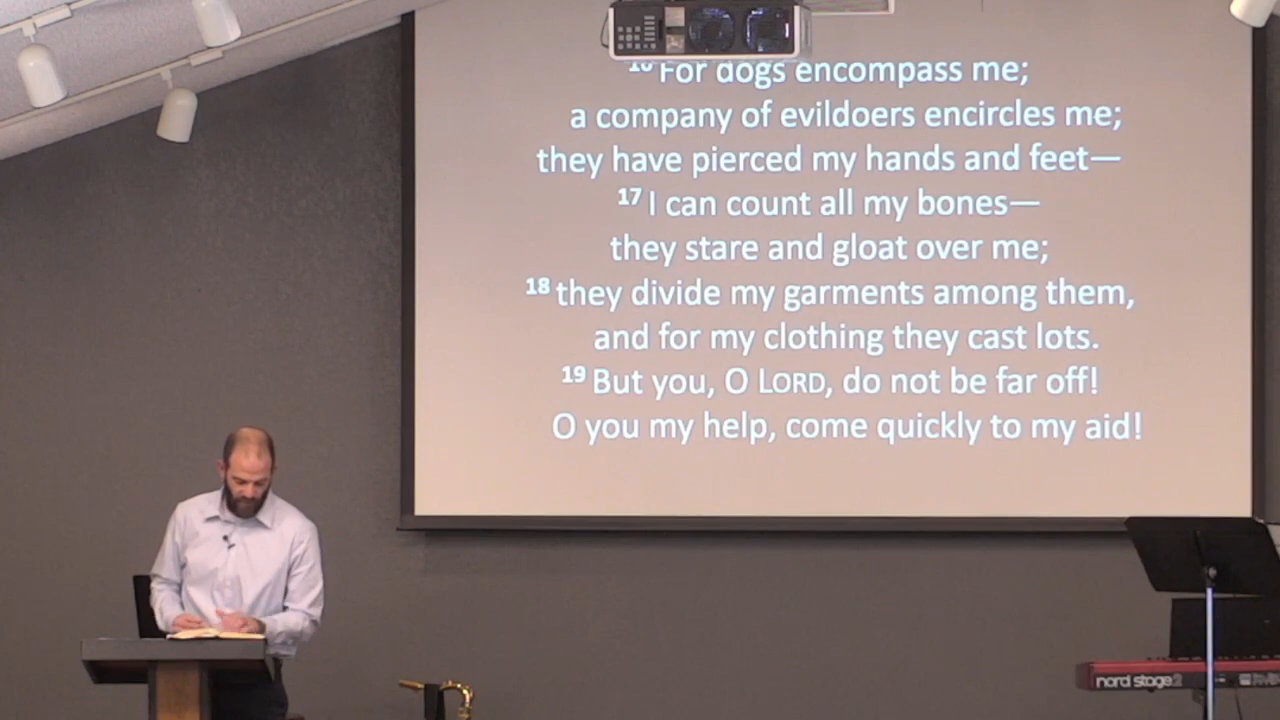 16 For dogs encompass me;
a company of evildoers encircles me;
they have pierced my hands and feet—
17 I can count all my bones—
they stare and gloat over me;
18 they divide my garments among them,
and for my clothing they cast lots.
19 But you, O LORD, do not be far off!
O you my help, come quickly to my aid!
nord stage 2